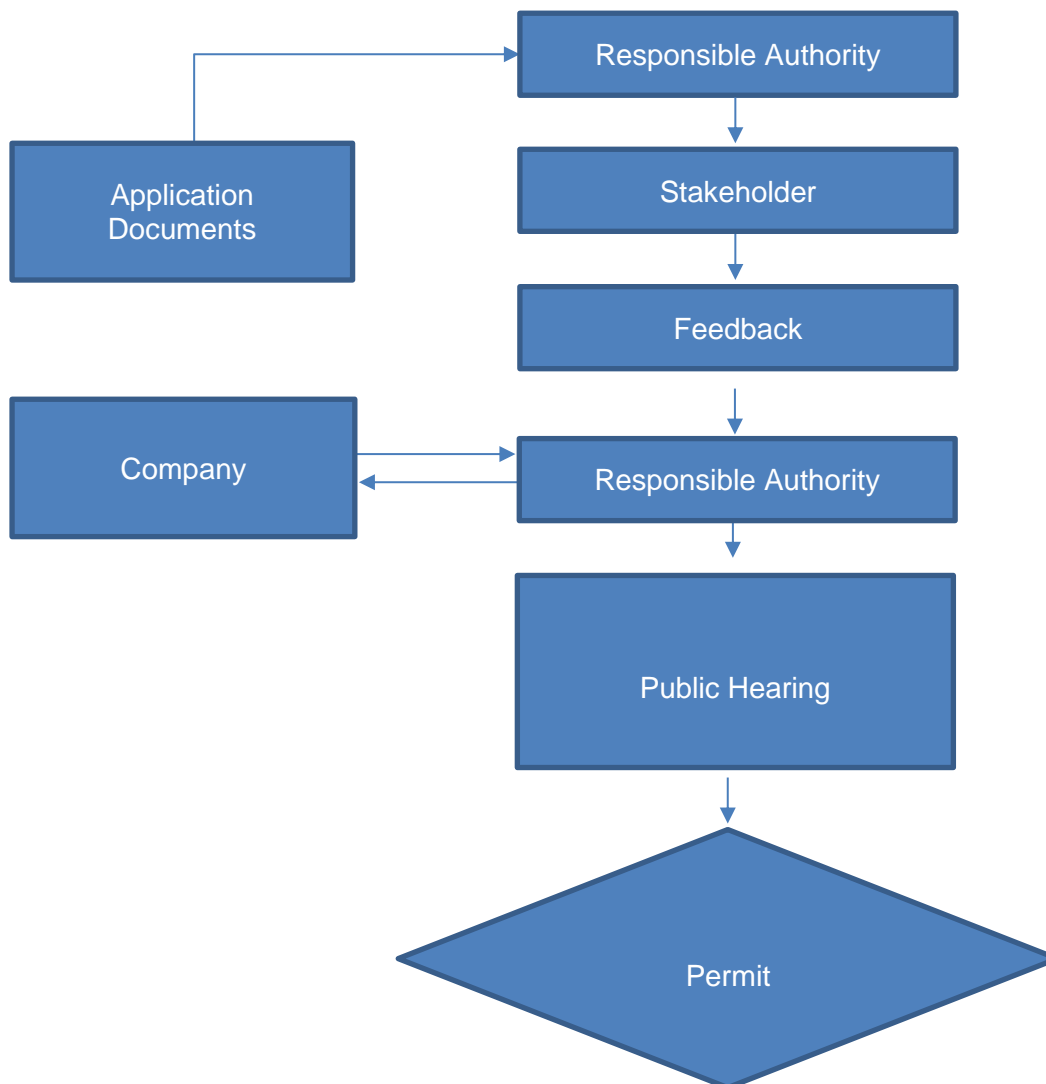 Responsible Authority
Application
Documents
Stakeholder
Feedback
Company
Responsible Authority
Public Hearing
Permit